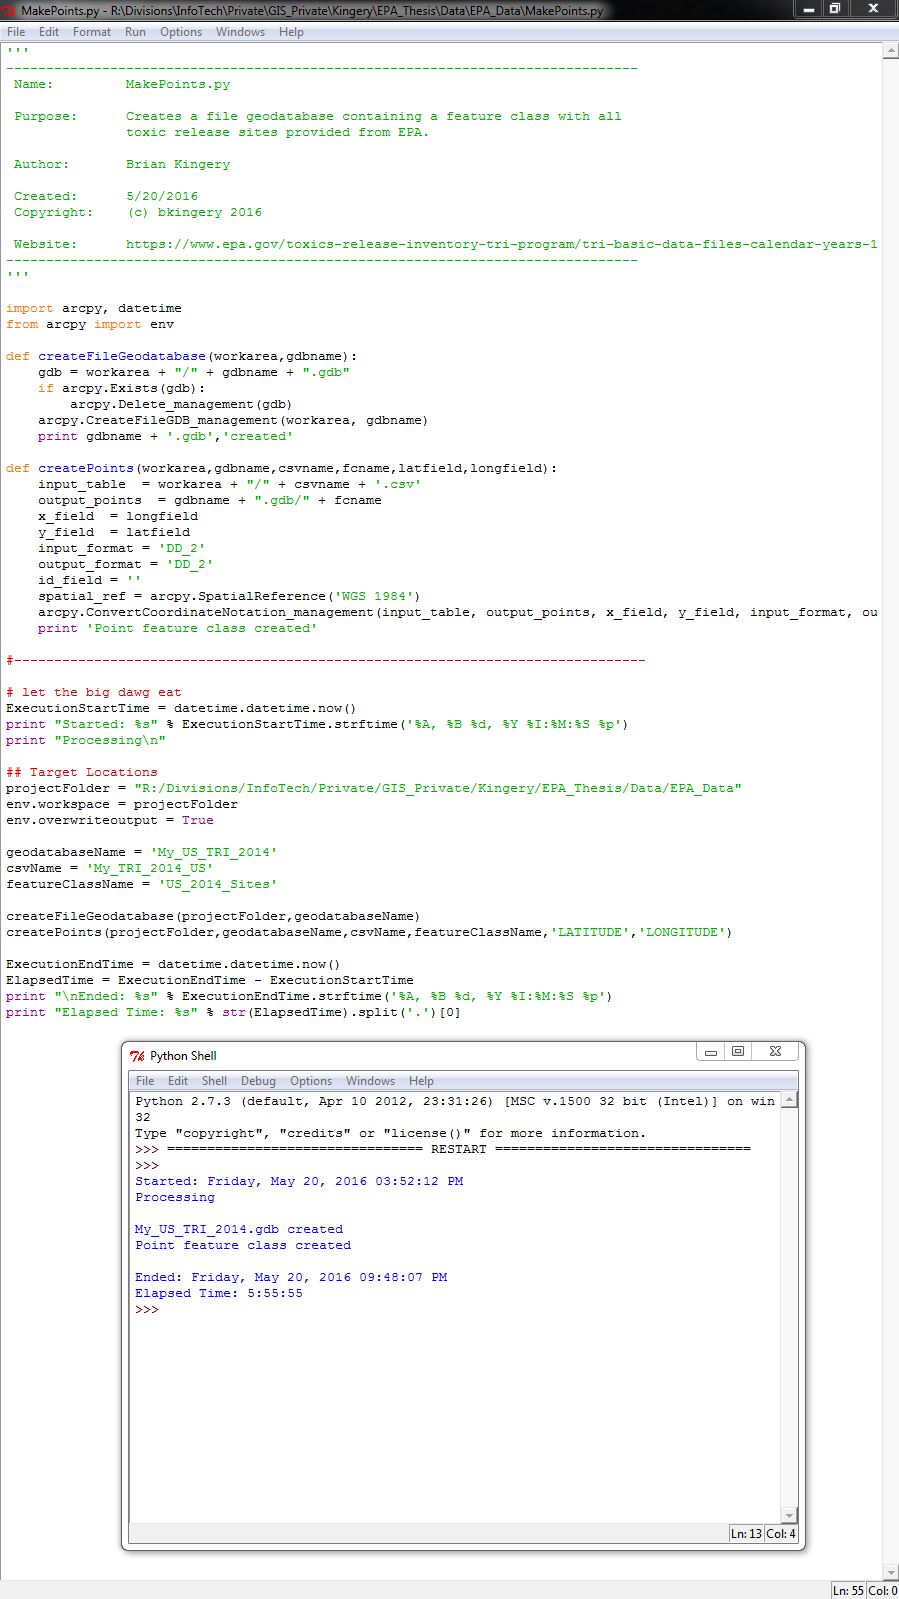 MakePoints.py - R:\Divisions\InfoTech\Private\GIS_Private\Kingery\EPA_Thesis\Data\EPA_Data\MakePoints.py
File Edit Format Run Options Windows Help
'''
-------------------------------------------------------------------------------
 Name:         MakePoints.py

 Purpose:      Creates a file geodatabase containing a feature class with all
               toxic release sites provided from EPA.

 Author:       Brian Kingery

 Created:      5/20/2016
 Copyright:    (c) bkingery 2016

 Website:      https://www.epa.gov/toxics-release-inventory-tri-program/tri-basic-data-files-calendar-years-1
-------------------------------------------------------------------------------
'''

import arcpy, datetime
from arcpy import env

def createFileGeodatabase(workarea,gdbname):
    gdb = workarea + "/" + gdbname + ".gdb"
    if arcpy.Exists(gdb):
        arcpy.Delete_management(gdb)
    arcpy.CreateFileGDB_management(workarea, gdbname)
    print gdbname + '.gdb','created'

def createPoints(workarea,gdbname,csvname,fcname,latfield,longfield):
    input_table  = workarea + "/" + csvname + '.csv'
    output_points  = gdbname + ".gdb/" + fcname
    x_field  = longfield
    y_field  = latfield
    input_format = 'DD_2'
    output_format = 'DD_2'
    id_field = ''
    spatial_ref = arcpy.SpatialReference('WGS 1984')
    arcpy.ConvertCoordinateNotation_management(input_table, output_points, x_field, y_field, input_format, ou
    print 'Point feature class created'

#-------------------------------------------------------------------------------

# let the big dawg eat
ExecutionStartTime = datetime.datetime.now()
print "Started: %s" % ExecutionStartTime.strftime('%A, %B %d, %Y %I:%M:%S %p')
print "Processing\n"

## Target Locations
projectFolder = "R:/Divisions/InfoTech/Private/GIS_Private/Kingery/EPA_Thesis/Data/EPA_Data"
env.workspace = projectFolder
env.overwriteoutput = True

geodatabaseName = 'My_US_TRI_2014'
csvName = 'My_TRI_2014_US'
featureClassName = 'US_2014_Sites'

createFileGeodatabase(projectFolder,geodatabaseName)
createPoints(projectFolder,geodatabaseName,csvName,featureClassName,'LATITUDE','LONGITUDE')

ExecutionEndTime = datetime.datetime.now()
ElapsedTime = ExecutionEndTime - ExecutionStartTime
print "\nEnded: %s" % ExecutionEndTime.strftime('%A, %B %d, %Y %I:%M:%S %p')
print "Elapsed Time: %s" % str(ElapsedTime).split('.')[0]
Python Shell
File Edit Shell Debug Options Windows Help
Python 2.7.3 (default, Apr 10 2012, 23:31:26) [MSC v.1500 32 bit (Intel)] on win
32
Type "copyright", "credits" or "license()" for more information.
>>> ================================ RESTART ================================
>>>
Started: Friday, May 20, 2016 03:52:12 PM
Processing

My_US_TRI_2014.gdb created
Point feature class created

Ended: Friday, May 20, 2016 09:48:07 PM
Elapsed Time: 5:55:55
>>>
Ln: 13 Col: 4
Ln: 55 Col: 0